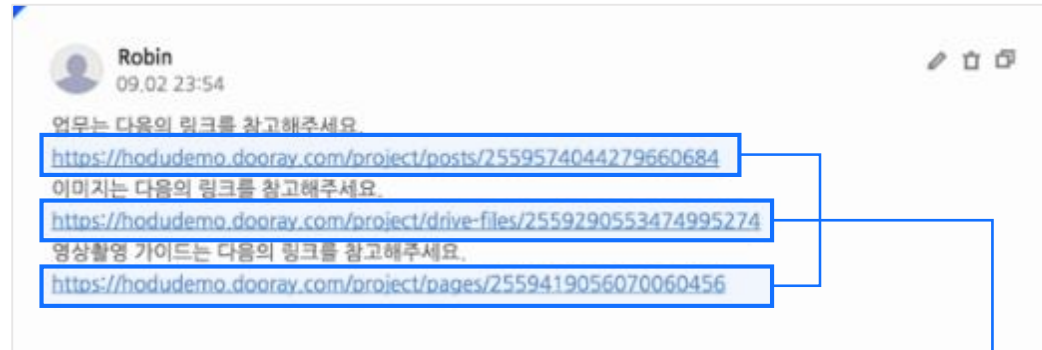 Robin
09.02 23:54
업무는 다음의 링크를 참고해주세요.
https://hodudemo.dooray.com/project/posts/2559574044279660684
이미지는 다음의 링크를 참고해주세요.
https://hodudemo.dooray.com/project/drive-files/2559290553474995274
영상촬영 가이드는 다음의 링크를 참고해주세요.
https://hodudemo.dooray.com/project/pages/2559419056070060456